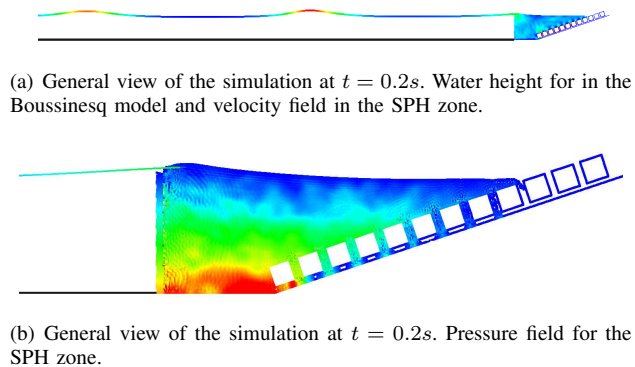 (a) General view of the simulation at t = 0.2s. Water height for in the
Boussinesq model and velocity field in the SPH zone.
(b) General view of the simulation at t = 0.2s. Pressure field for the
SPH zone.